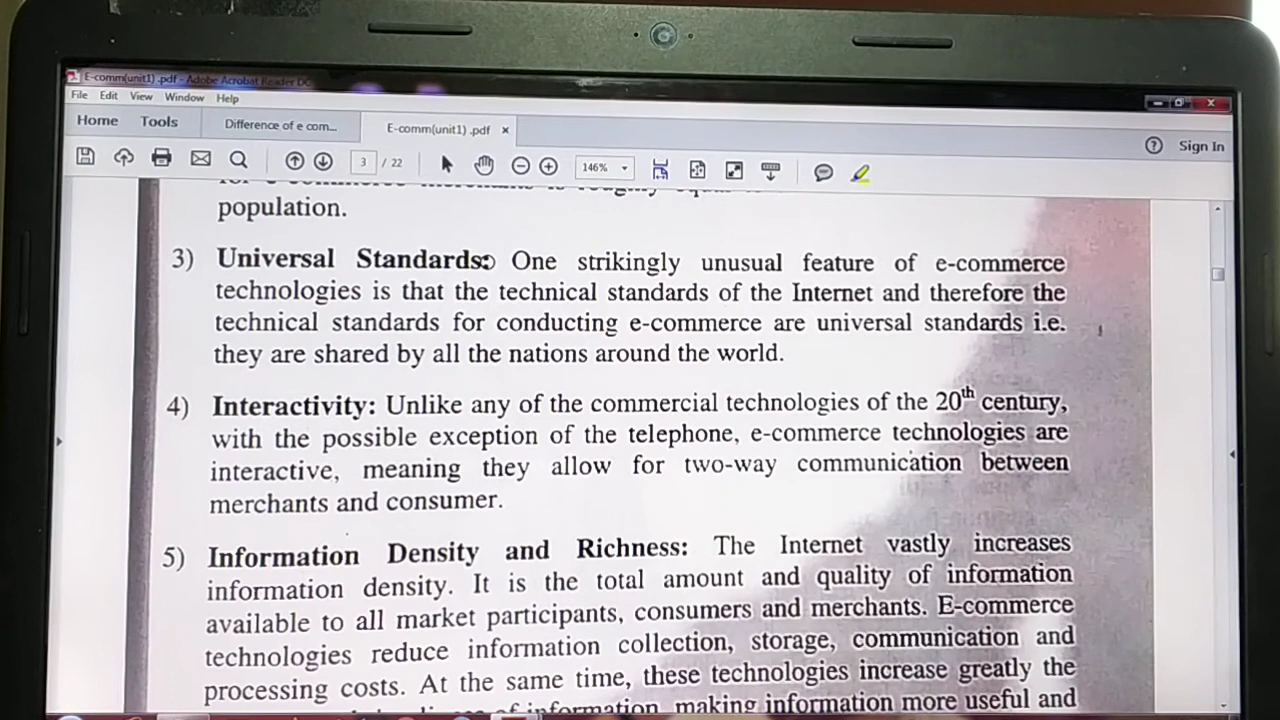 E-comm(unit1) .pdf - Adobe Acrobat Reader DC
File Edit View Window Help
Home Tools Difference of e com... E-comm(unit1) .pdf × Sign In
3 / 22 146%
population.
3) Universal Standards: One strikingly unusual feature of e-commerce
technologies is that the technical standards of the Internet and therefore the
technical standards for conducting e-commerce are universal standards i.e.
they are shared by all the nations around the world.
4) Interactivity: Unlike any of the commercial technologies of the 20th century,
with the possible exception of the telephone, e-commerce technologies are
interactive, meaning they allow for two-way communication between
merchants and consumer.
5) Information Density and Richness: The Internet vastly increases
information density. It is the total amount and quality of information
available to all market participants, consumers and merchants. E-commerce
technologies reduce information collection, storage, communication and
processing costs. At the same time, these technologies increase greatly the
of information, making information more useful and